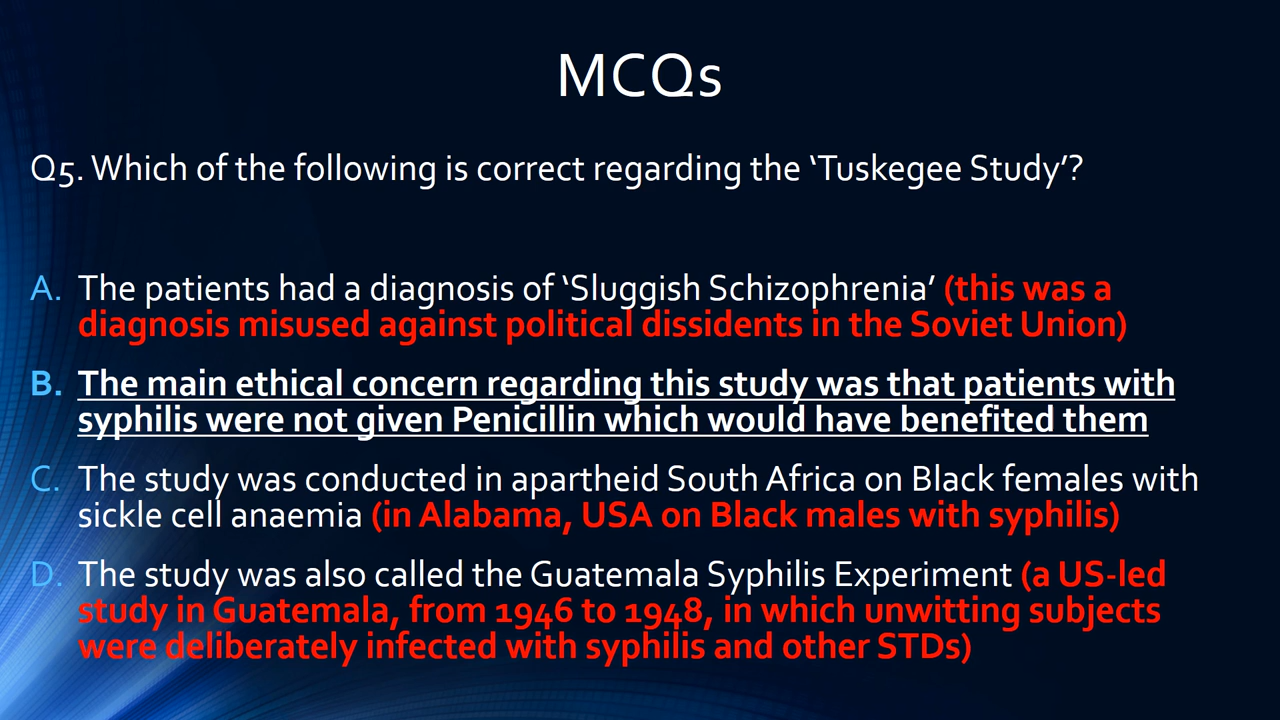 MCQs
Q5. Which of the following is correct regarding the ‘Tuskegee Study’?
A. The patients had a diagnosis of ‘Sluggish Schizophrenia’ (this was a
diagnosis misused against political dissidents in the Soviet Union)
B. The main ethical concern regarding this study was that patients with
syphilis were not given Penicillin which would have benefited them
C. The study was conducted in apartheid South Africa on Black females with
sickle cell anaemia (in Alabama, USA on Black males with syphilis)
D. The study was also called the Guatemala Syphilis Experiment (a US-led
study in Guatemala, from 1946 to 1948, in which unwitting subjects
were deliberately infected with syphilis and other STDs)